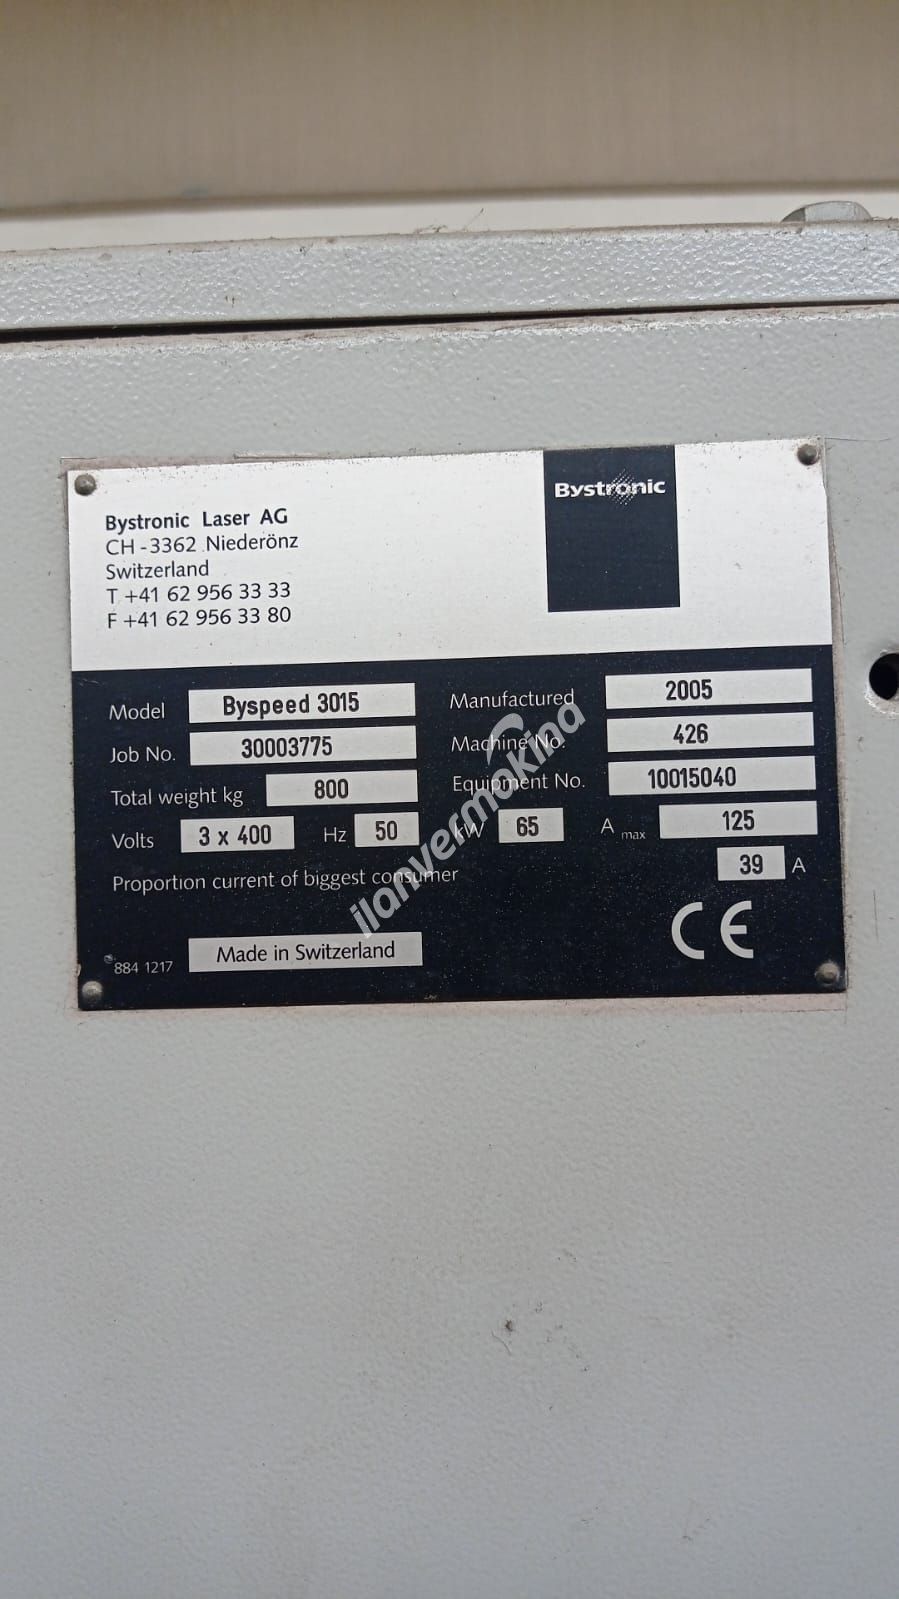 Bystronic
Bystronic Laser AG
CH - 3362 Niederönz
Switzerland
T +41 62 956 33 33
F +41 62 956 33 80
Model Byspeed 3015 Manufactured 2005
Job No. 30003775 Machine No. 426
Total weight kg 800 Equipment No. 10015040
Volts 3 x 400 Hz 50 kW 65 A max 125
Proportion current of biggest consumer 39 A
884 1217 Made in Switzerland CE
ilanvermakina